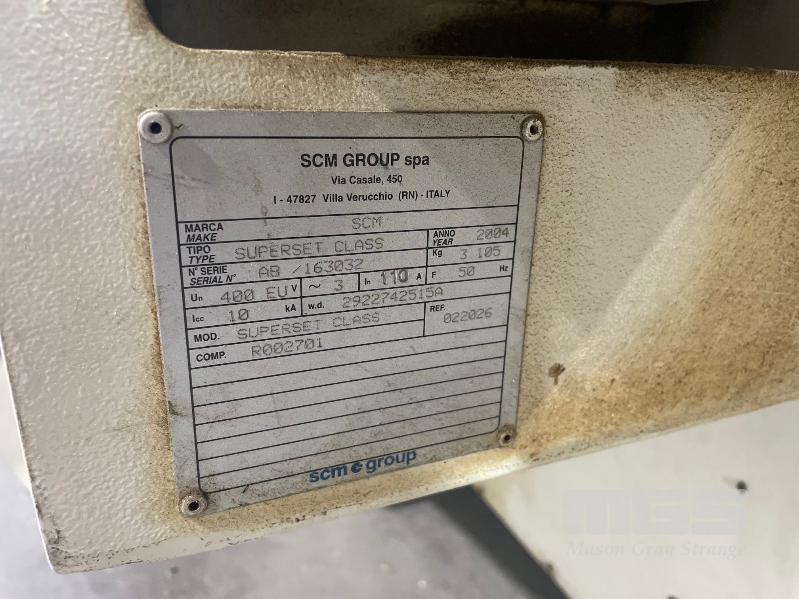 SCM GROUP spa
Via Casale, 450
I - 47827 Villa Verucchio (RN) - ITALY
MARCA MAKE SCM ANNO YEAR 2004
TIPO TYPE SUPERSET CLASS Kg 3 105
N° SERIE SERIAL N° AB /163032
Un 400 EU V ~ 3 In 110 A F 50 Hz
Icc 10 kA w.d. 2922742515A
MOD. SUPERSET CLASS REF. 022026
COMP. R002701
scm group
MGS
Mason Gray Strange